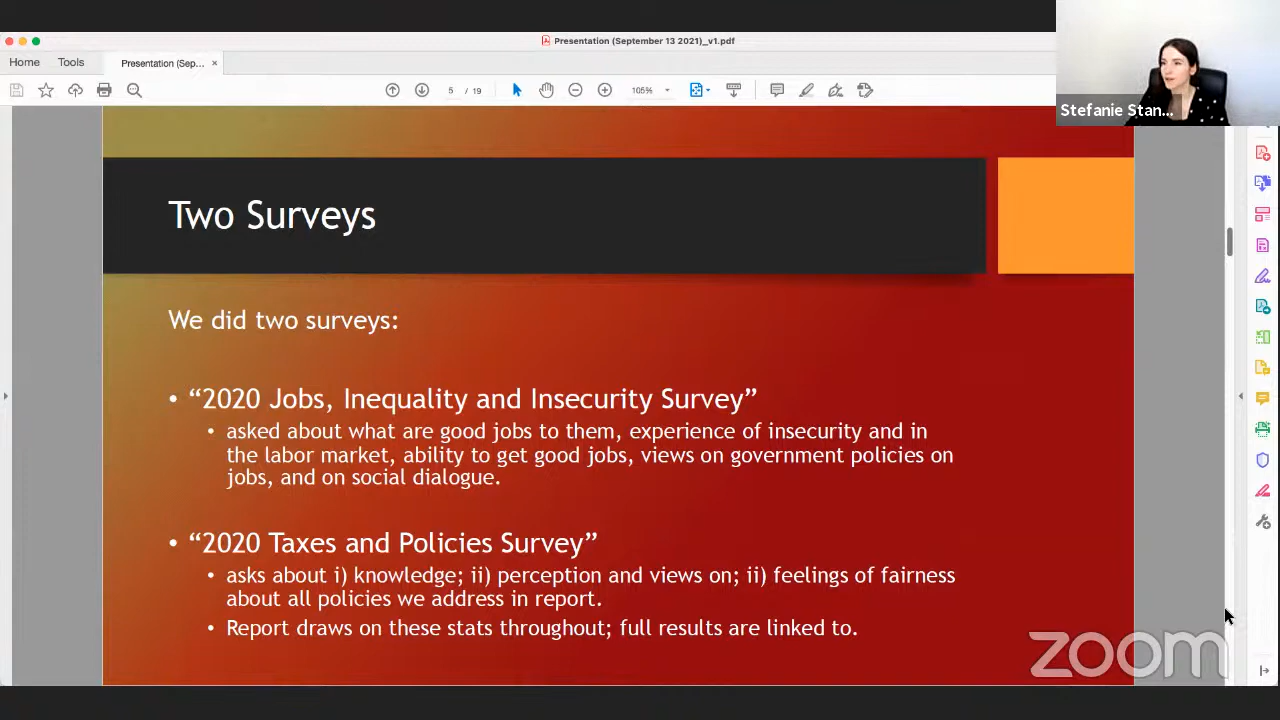 Presentation (September 13 2021)_v1.pdf
Home
Tools
Presentation (Sep...
×
5 / 13
105%
Stefanie Stan...
Two Surveys
We did two surveys:
• “2020 Jobs, Inequality and Insecurity Survey”
• asked about what are good jobs to them, experience of insecurity and in
the labor market, ability to get good jobs, views on government policies on
jobs, and on social dialogue.
• “2020 Taxes and Policies Survey”
• asks about i) knowledge; ii) perception and views on; ii) feelings of fairness
about all policies we address in report.
• Report draws on these stats throughout; full results are linked to.
zoom